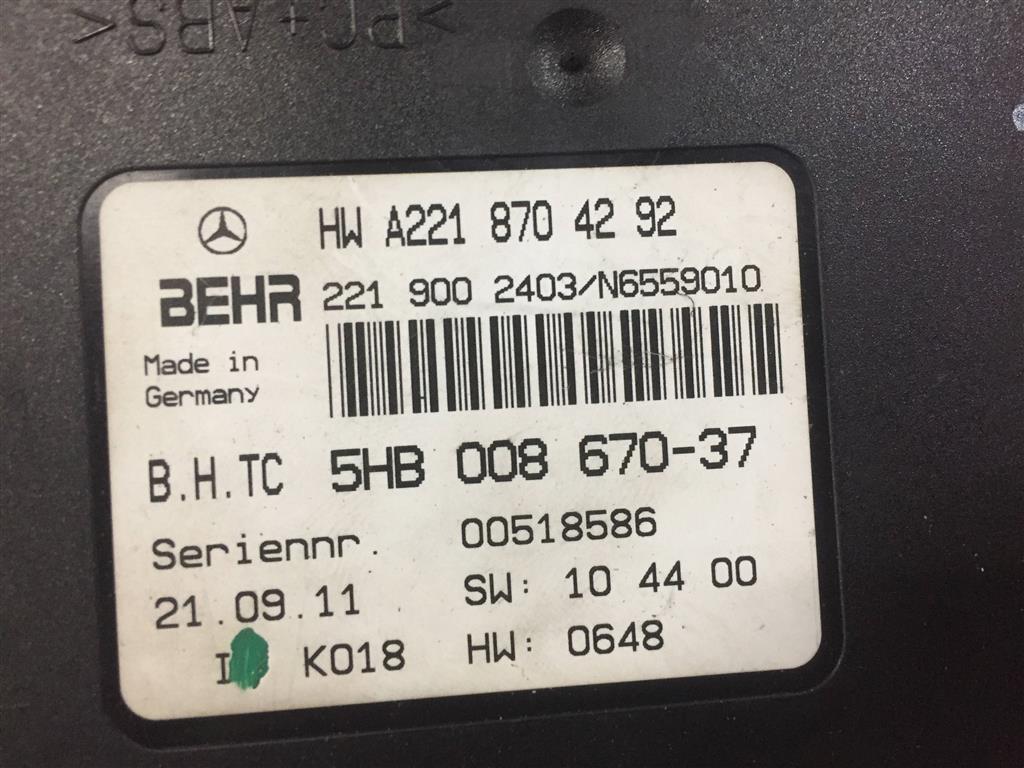 >PC+ABS<
HW A221 870 42 92
BEHR 221 900 2403/N6559010
Made in
Germany
B.H.TC 5HB 008 670-37
Seriennr. 00518586
21.09.11 SW: 10 44 00
I K018 HW: 0648